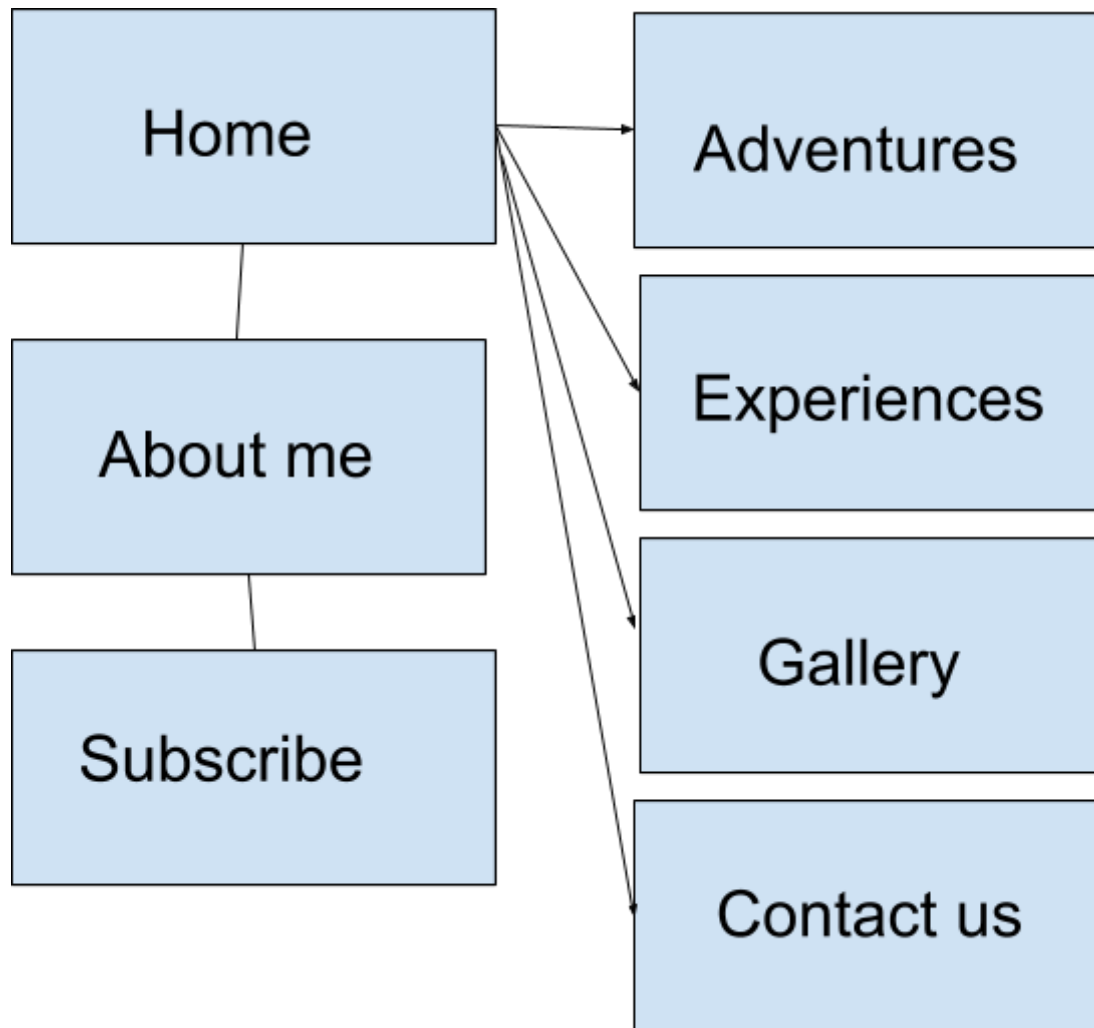 Home
Adventures
Experiences
About me
Gallery
Subscribe
Contact us